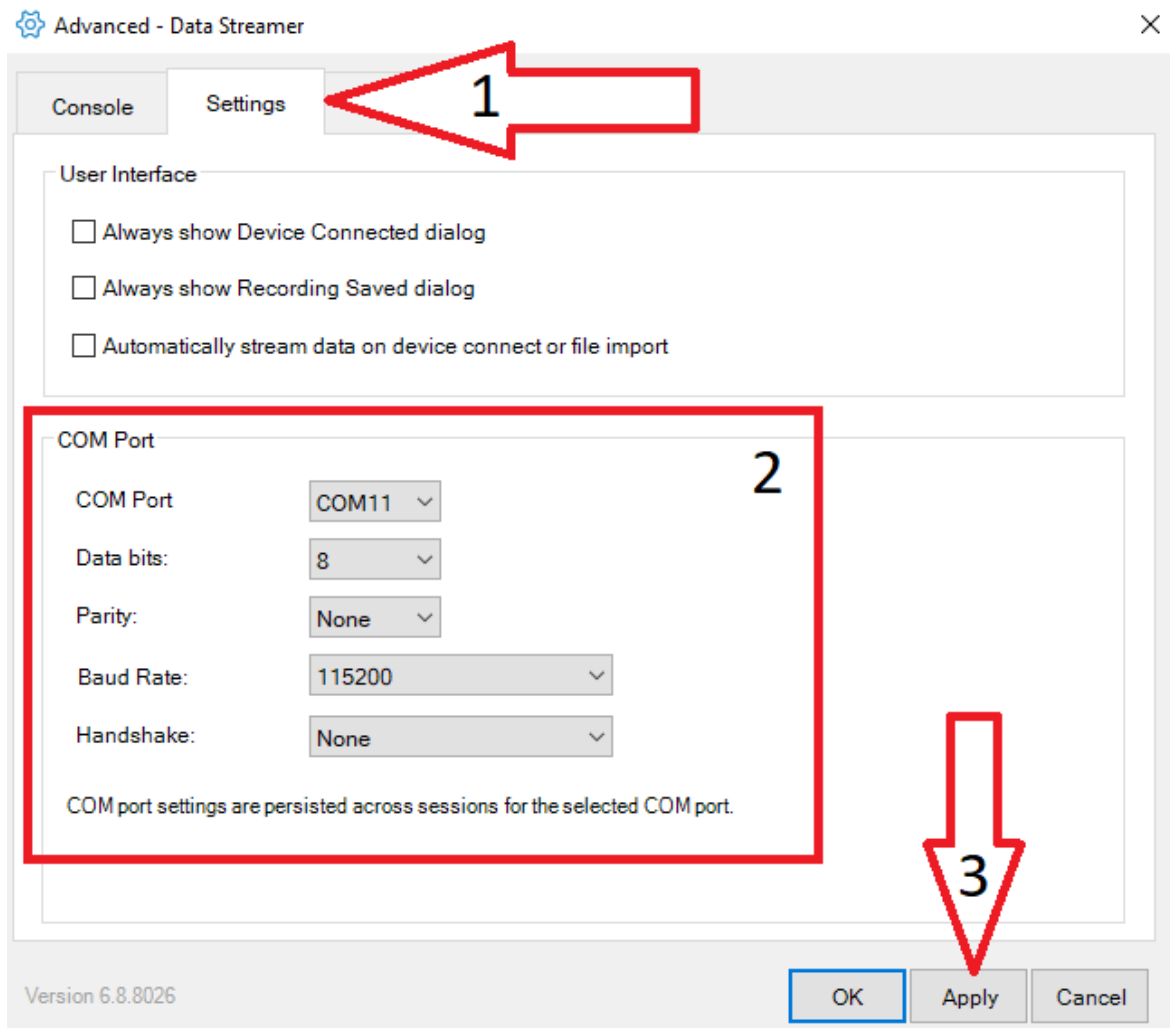 Advanced - Data Streamer
Console
Settings
1
User Interface
Always show Device Connected dialog
Always show Recording Saved dialog
Automatically stream data on device connect or file import
COM Port
2
COM Port COM11
Data bits: 8
Parity: None
Baud Rate: 115200
Handshake: None
COM port settings are persisted across sessions for the selected COM port.
3
Version 6.8.8026
OK
Apply
Cancel